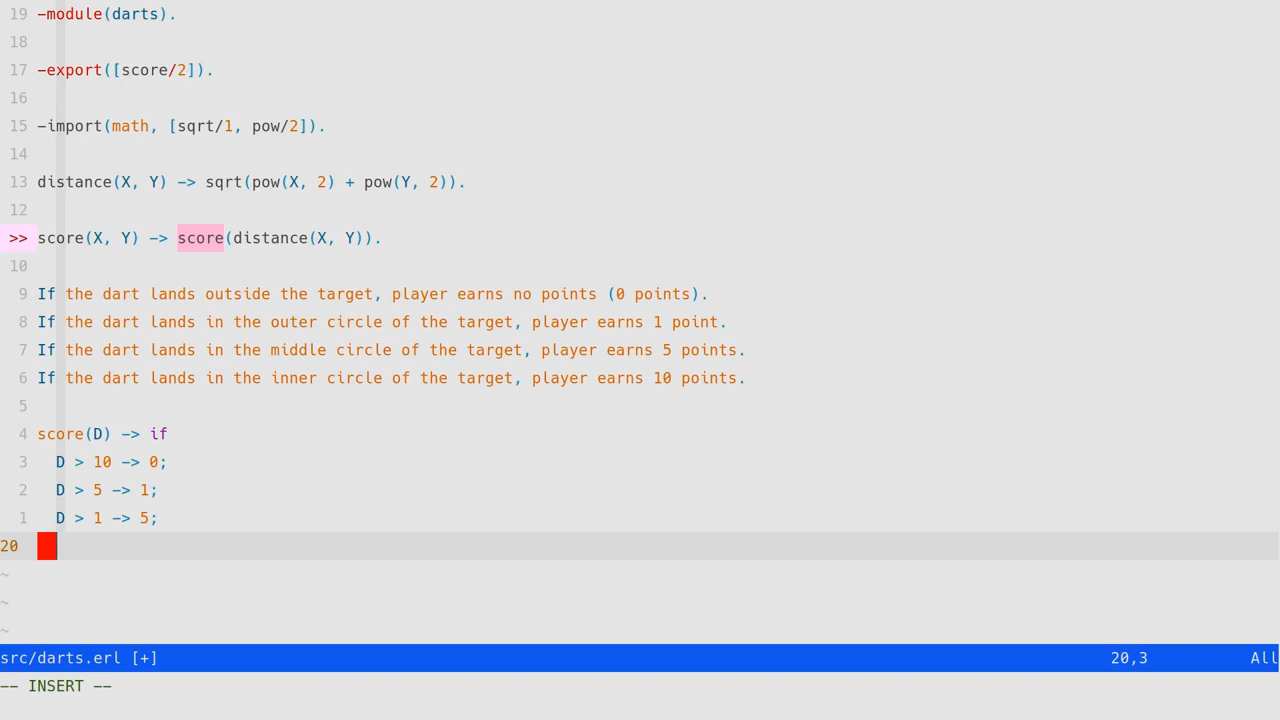 19 -module(darts).
18
17 -export([score/2]).
16
15 -import(math, [sqrt/1, pow/2]).
14
13 distance(X, Y) -> sqrt(pow(X, 2) + pow(Y, 2)).
12
>> score(X, Y) -> score(distance(X, Y)).
10
9 If the dart lands outside the target, player earns no points (0 points).
8 If the dart lands in the outer circle of the target, player earns 1 point.
7 If the dart lands in the middle circle of the target, player earns 5 points.
6 If the dart lands in the inner circle of the target, player earns 10 points.
5
4 score(D) -> if
3 D > 10 -> 0;
2 D > 5 -> 1;
1 D > 1 -> 5;
20
~
~
~
src/darts.erl [+] 20,3 All
-- INSERT --